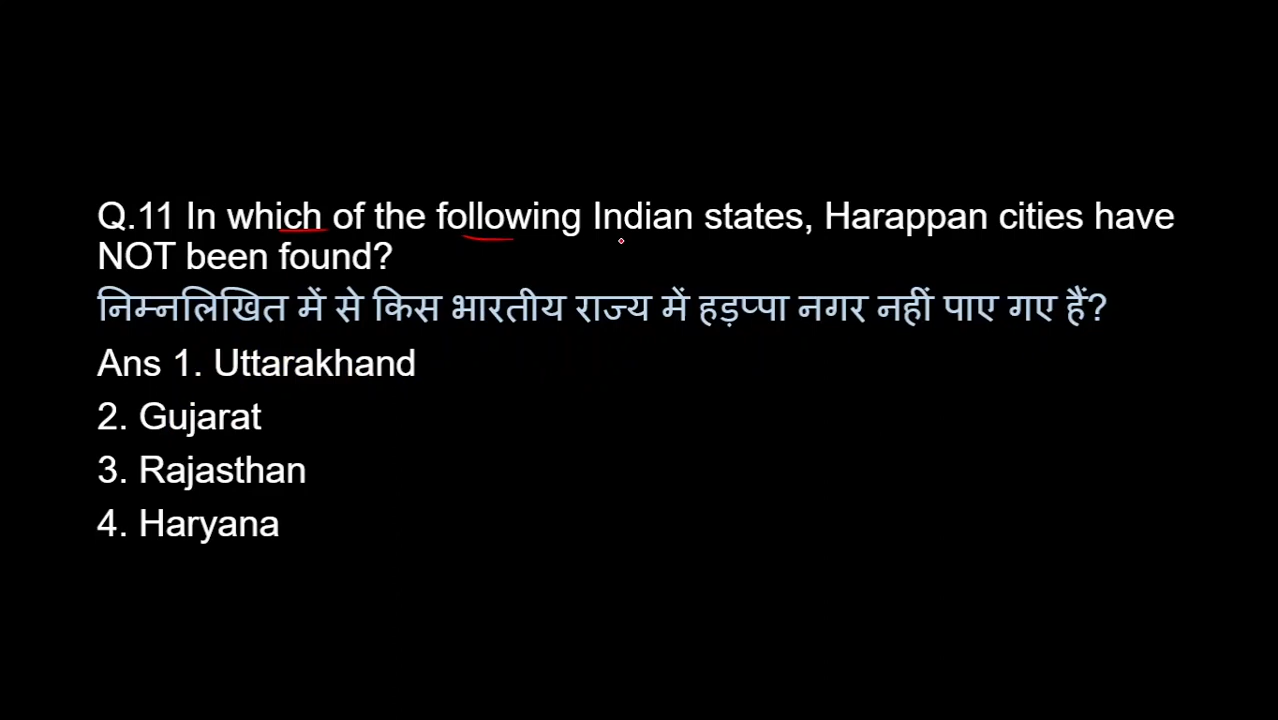 Q.11 In which of the following Indian states, Harappan cities have
NOT been found?
निम्नलिखित में से किस भारतीय राज्य में हड़प्पा नगर नहीं पाए गए हैं?
Ans 1. Uttarakhand
2. Gujarat
3. Rajasthan
4. Haryana